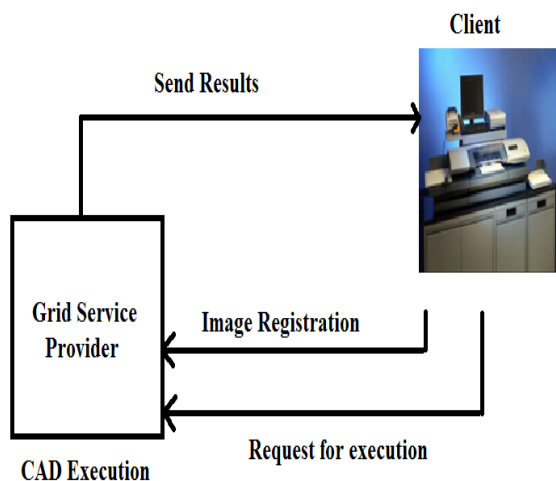 Client
Send Results
Grid Service
Provider
Image Registration
Request for execution
CAD Execution